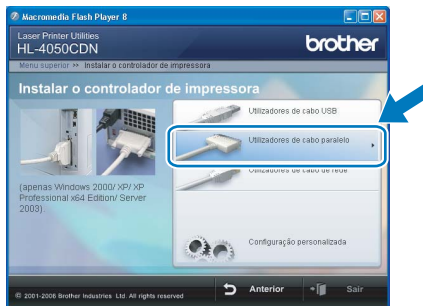 Macromedia Flash Player 8
Laser Printer Utilities
HL-4050CDN
brother
Menu superior >> Instalar o controlador de impressora
Instalar o controlador de impressora
Utilizadores de cabo USB
Utilizadores de cabo paralelo
Utilizadores de cabo de rede
(apenas Windows 2000/ XP/ XP
Professional x64 Edition/ Server
2003).
Configuração personalizada
© 2001-2006 Brother Industries Ltd. All rights reserved
Anterior
Sair